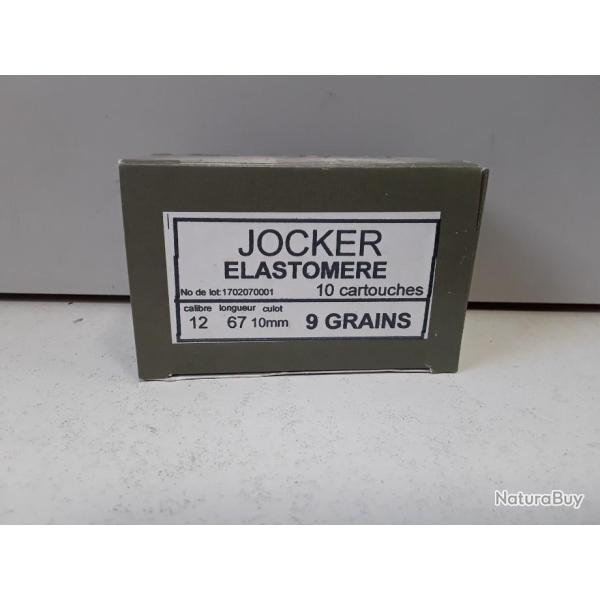 JOCKER
ELASTOMERE
No de lot:1702070001 10 cartouches
calibre longueur culot
12 67 10mm 9 GRAINS
NaturaBuy